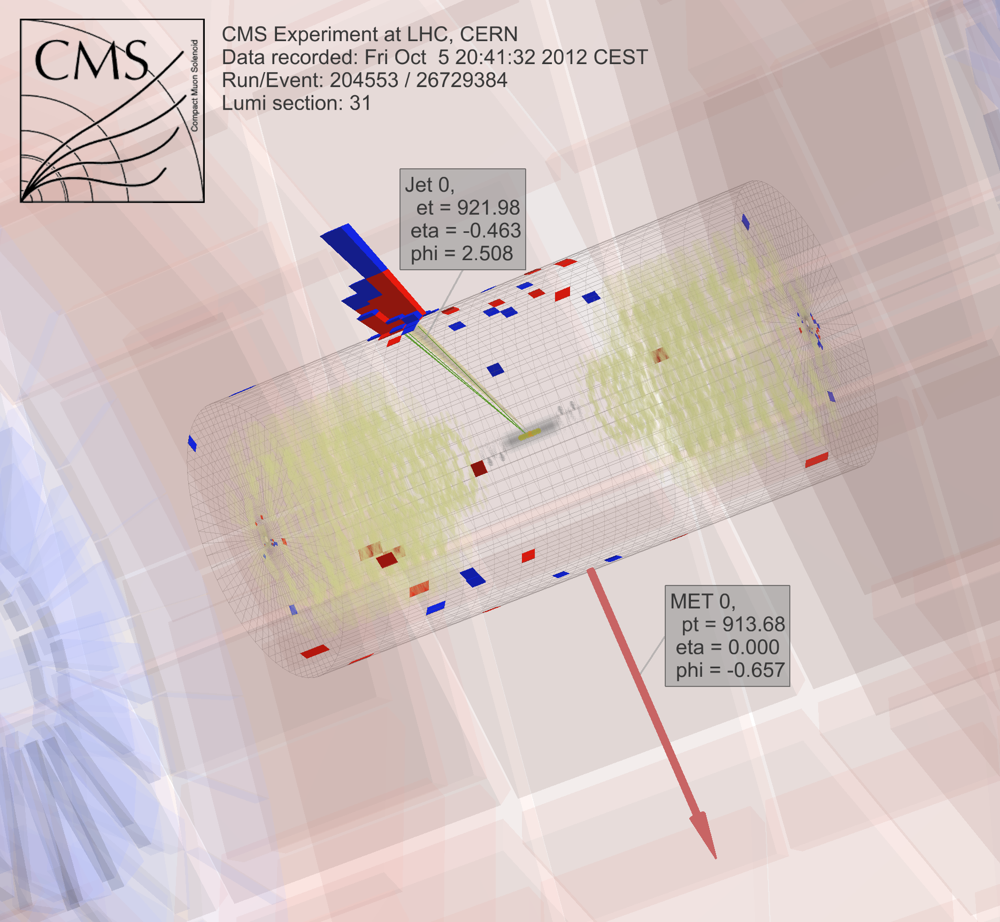 CMS
Compact Muon Solenoid
CMS Experiment at LHC, CERN
Data recorded: Fri Oct  5 20:41:32 2012 CEST
Run/Event: 204553 / 26729384
Lumi section: 31
Jet 0,
et = 921.98
eta = -0.463
phi = 2.508
MET 0,
pt = 913.68
eta = 0.000
phi = -0.657